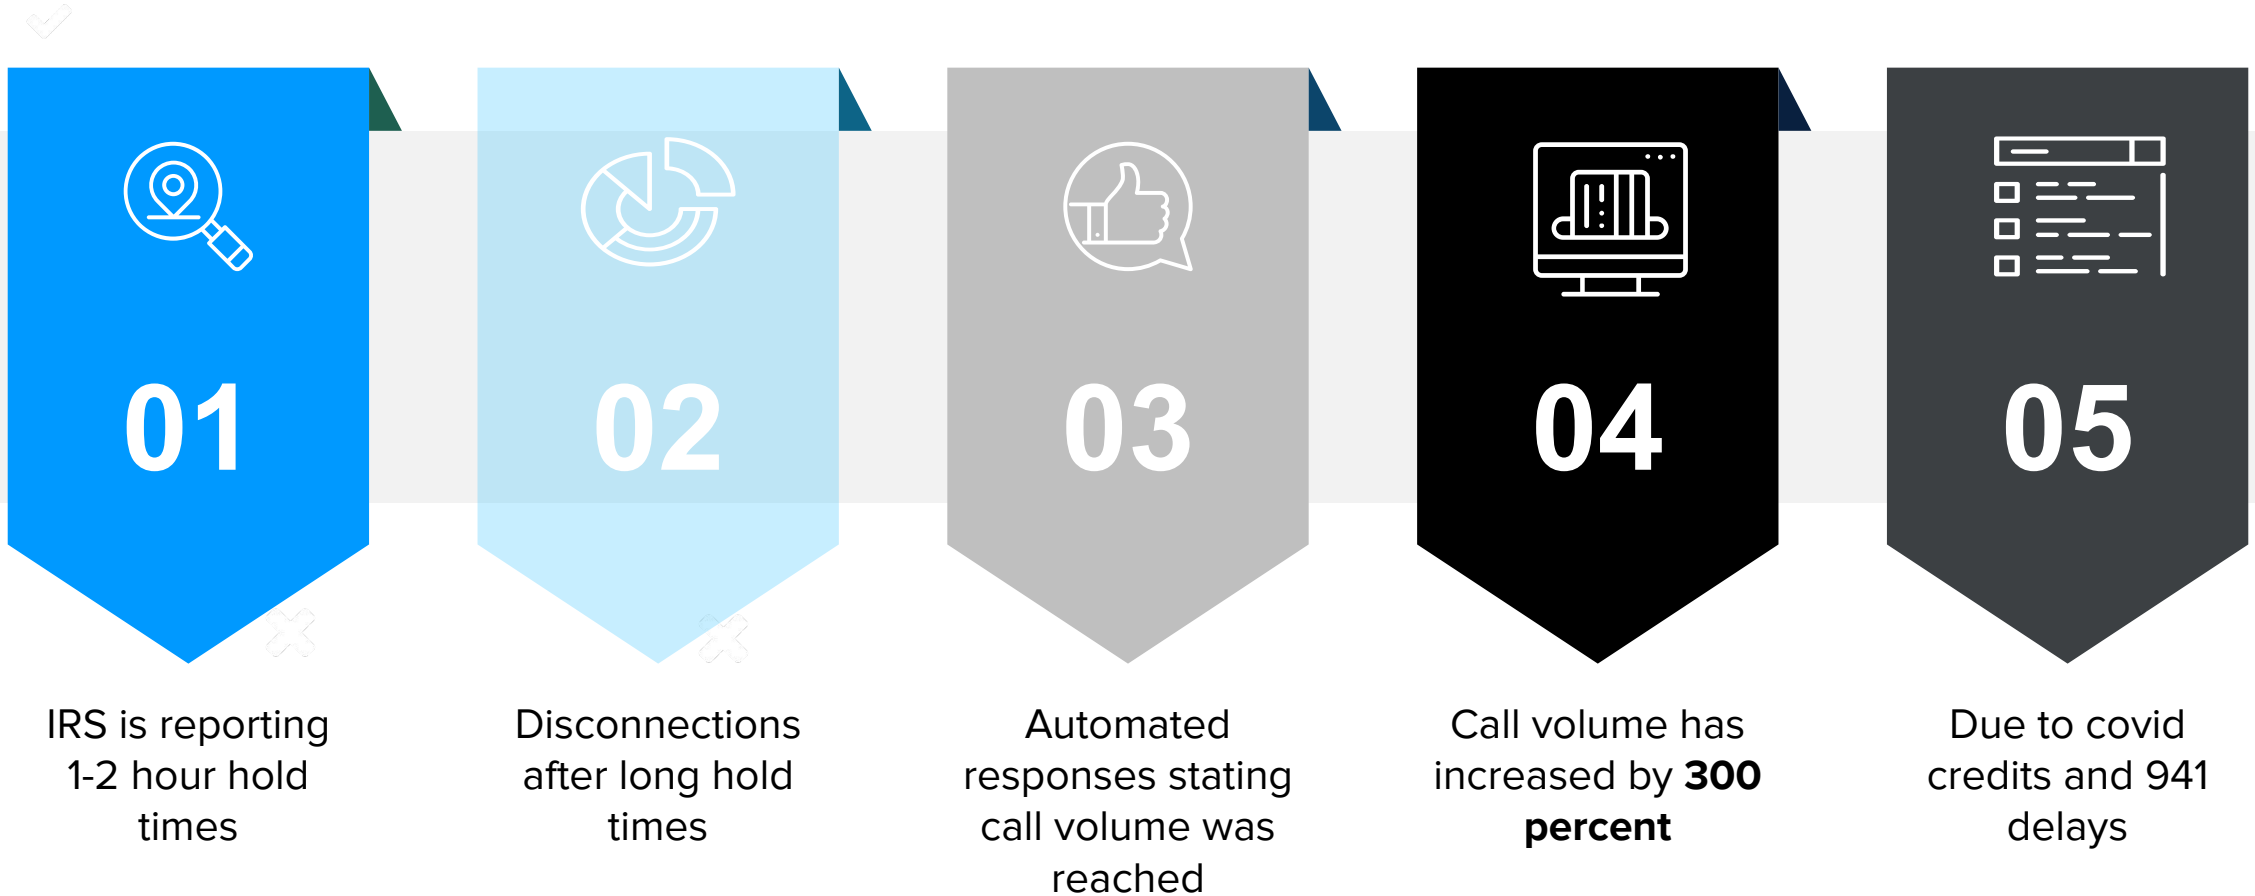 01
02
03
04
05
IRS is reporting
1-2 hour hold
times
Disconnections
after long hold
times
Automated
responses stating
call volume was
reached
Call volume has
increased by 300
percent
Due to covid
credits and 941
delays